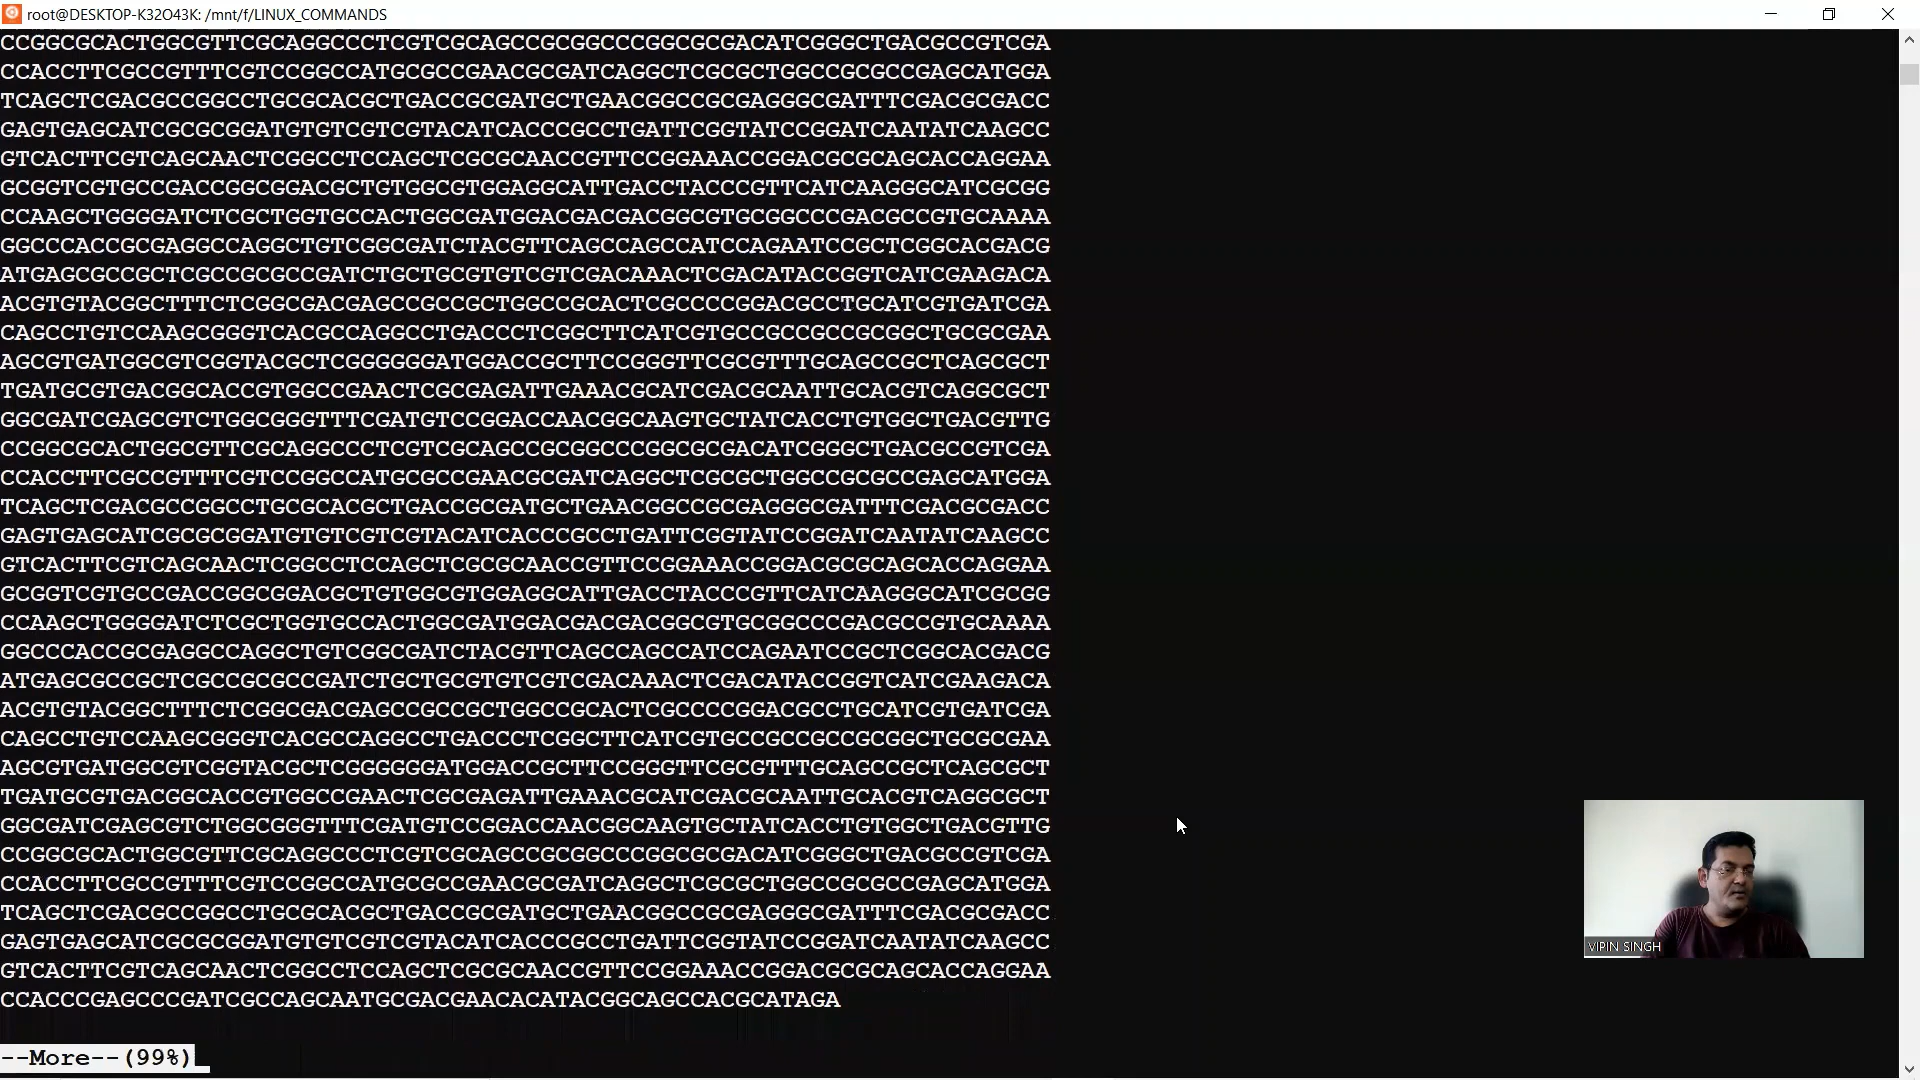 root@DESKTOP-K32O43K: /mnt/f/LINUX_COMMANDS
CCGGCGCACTGGCGTTCGCAGGCCCTCGTCGCAGCCGCGGCCCGGCGCGACATCGGGCTGACGCCGTCGA
CCACCTTCGCCGTTTCGTCCGGCCATGCGCCGAACGCGATCAGGCTCGCGCTGGCCGCGCCGAGCATGGA
TCAGCTCGACGCCGGCCTGCGCACGCTGACCGCGATGCTGAACGGCCGCGAGGGCGATTTCGACGCGACC
GAGTGAGCATCGCGCGGATGTGTCGTCGTACATCACCCGCCTGATTCGGTATCCGGATCAATATCAAGCC
GTCACTTCGTCAGCAACTCGGCCTCCAGCTCGCGCAACCGTTCCGGAAACCGGACGCGCAGCACCAGGAA
GCGGTCGTGCCGACCGGCGGACGCTGTGGCGTGGAGGCATTGACCTACCCGTTCATCAAGGGCATCGCGG
CCAAGCTGGGGATCTCGCTGGTGCCACTGGCGATGGACGACGACGGCGTGCGGCCCGACGCCGTGCAAAA
GGCCCACCGCGAGGCCAGGCTGTCGGCGATCTACGTTCAGCCAGCCATCCAGAATCCGCTCGGCACGACG
ATGAGCGCCGCTCGCCGCGCCGATCTGCTGCGTGTCGTCGACAAACTCGACATACCGGTCATCGAAGACA
ACGTGTACGGCTTTCTCGGCGACGAGCCGCCGCTGGCCGCACTCGCCCCGGACGCCTGCATCGTGATCGA
CAGCCTGTCCAAGCGGGTCACGCCAGGCCTGACCCTCGGCTTCATCGTGCCGCCGCCGCGGCTGCGCGAA
AGCGTGATGGCGTCGGTACGCTCGGGGGGATGGACCGCTTCCGGGTTCGCGTTTGCAGCCGCTCAGCGCT
TGATGCGTGACGGCACCGTGGCCGAACTCGCGAGATTGAAACGCATCGACGCAATTGCACGTCAGGCGCT
GGCGATCGAGCGTCTGGCGGGTTTCGATGTCCGGACCAACGGCAAGTGCTATCACCTGTGGCTGACGTTG
CCGGCGCACTGGCGTTCGCAGGCCCTCGTCGCAGCCGCGGCCCGGCGCGACATCGGGCTGACGCCGTCGA
CCACCTTCGCCGTTTCGTCCGGCCATGCGCCGAACGCGATCAGGCTCGCGCTGGCCGCGCCGAGCATGGA
TCAGCTCGACGCCGGCCTGCGCACGCTGACCGCGATGCTGAACGGCCGCGAGGGCGATTTCGACGCGACC
GAGTGAGCATCGCGCGGATGTGTCGTCGTACATCACCCGCCTGATTCGGTATCCGGATCAATATCAAGCC
GTCACTTCGTCAGCAACTCGGCCTCCAGCTCGCGCAACCGTTCCGGAAACCGGACGCGCAGCACCAGGAA
GCGGTCGTGCCGACCGGCGGACGCTGTGGCGTGGAGGCATTGACCTACCCGTTCATCAAGGGCATCGCGG
CCAAGCTGGGGATCTCGCTGGTGCCACTGGCGATGGACGACGACGGCGTGCGGCCCGACGCCGTGCAAAA
GGCCCACCGCGAGGCCAGGCTGTCGGCGATCTACGTTCAGCCAGCCATCCAGAATCCGCTCGGCACGACG
ATGAGCGCCGCTCGCCGCGCCGATCTGCTGCGTGTCGTCGACAAACTCGACATACCGGTCATCGAAGACA
ACGTGTACGGCTTTCTCGGCGACGAGCCGCCGCTGGCCGCACTCGCCCCGGACGCCTGCATCGTGATCGA
CAGCCTGTCCAAGCGGGTCACGCCAGGCCTGACCCTCGGCTTCATCGTGCCGCCGCCGCGGCTGCGCGAA
AGCGTGATGGCGTCGGTACGCTCGGGGGGATGGACCGCTTCCGGGTTCGCGTTTGCAGCCGCTCAGCGCT
TGATGCGTGACGGCACCGTGGCCGAACTCGCGAGATTGAAACGCATCGACGCAATTGCACGTCAGGCGCT
GGCGATCGAGCGTCTGGCGGGTTTCGATGTCCGGACCAACGGCAAGTGCTATCACCTGTGGCTGACGTTG
CCGGCGCACTGGCGTTCGCAGGCCCTCGTCGCAGCCGCGGCCCGGCGCGACATCGGGCTGACGCCGTCGA
CCACCTTCGCCGTTTCGTCCGGCCATGCGCCGAACGCGATCAGGCTCGCGCTGGCCGCGCCGAGCATGGA
TCAGCTCGACGCCGGCCTGCGCACGCTGACCGCGATGCTGAACGGCCGCGAGGGCGATTTCGACGCGACC
GAGTGAGCATCGCGCGGATGTGTCGTCGTACATCACCCGCCTGATTCGGTATCCGGATCAATATCAAGCC
GTCACTTCGTCAGCAACTCGGCCTCCAGCTCGCGCAACCGTTCCGGAAACCGGACGCGCAGCACCAGGAA
CCACCCGAGCCCGATCGCCAGCAATGCGACGAACACATACGGCAGCCACGCATAGA
--More--(99%)
VIPIN SINGH